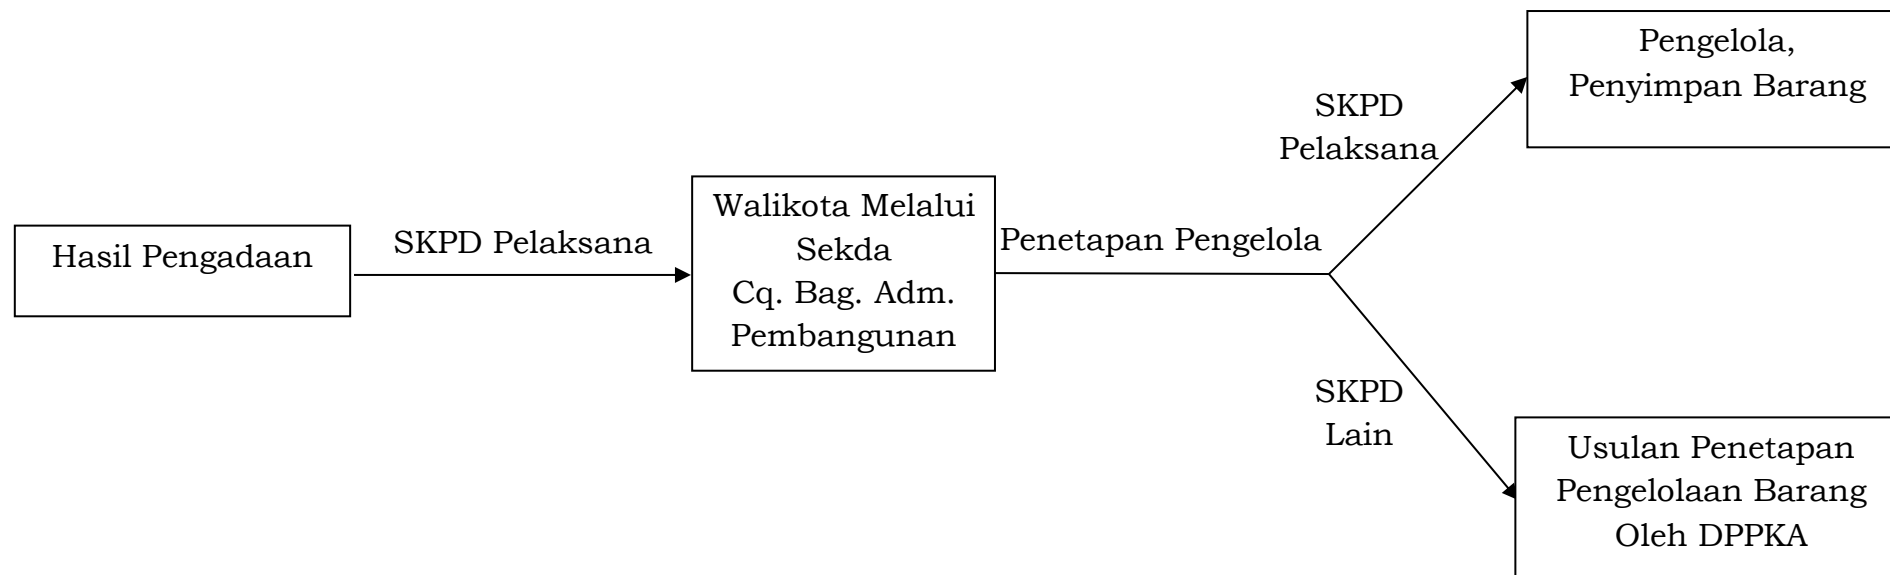 Hasil Pengadaan
SKPD Pelaksana
Walikota Melalui
Sekda
Cq. Bag. Adm.
Pembangunan
Penetapan Pengelola
SKPD
Pelaksana
Pengelola,
Penyimpan Barang
SKPD
Lain
Usulan Penetapan
Pengelolaan Barang
Oleh DPPKA